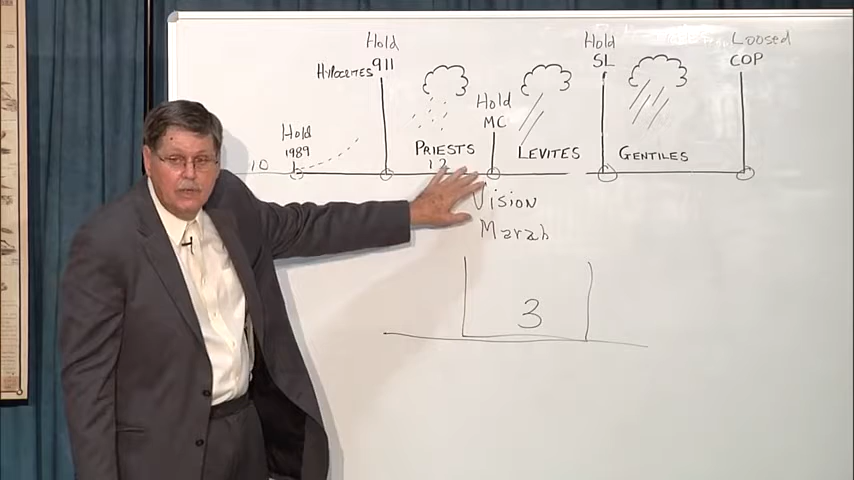 Hold
Hold
Loosed
911
SL
COP
HYPOCRITES
Hold
MC
Hold
1989
PRIESTS
LEVITES
GENTILES
10
12
Vision
Marah
3